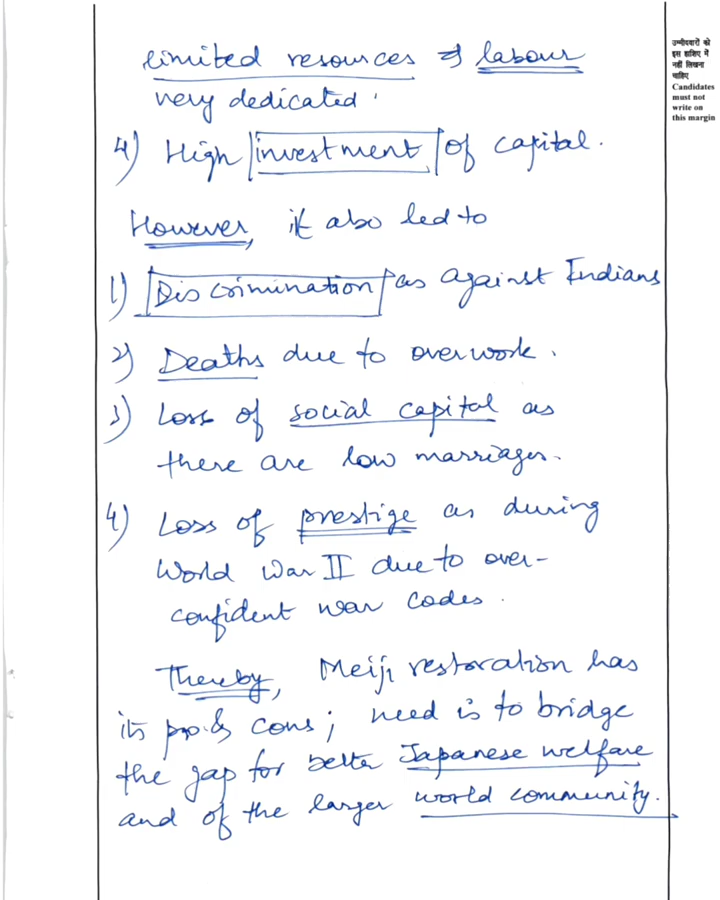 limited resources & labour
very dedicated.
4) High investment of capital.
However, it also led to
1) Discrimination as against Indians
2) Deaths due to overwork.
3) Loss of social capital as
there are low marriages.
4) Loss of prestige as during
World War II due to over-
confident war codes.
Thereby, Meiji restoration has
its pro & cons; need is to bridge
the gap for better Japanese welfare
and of the larger world community.
उम्मीदवारों को
इस हाशिए में
नहीं लिखना
चाहिए
Candidates
must not
write on
this margin